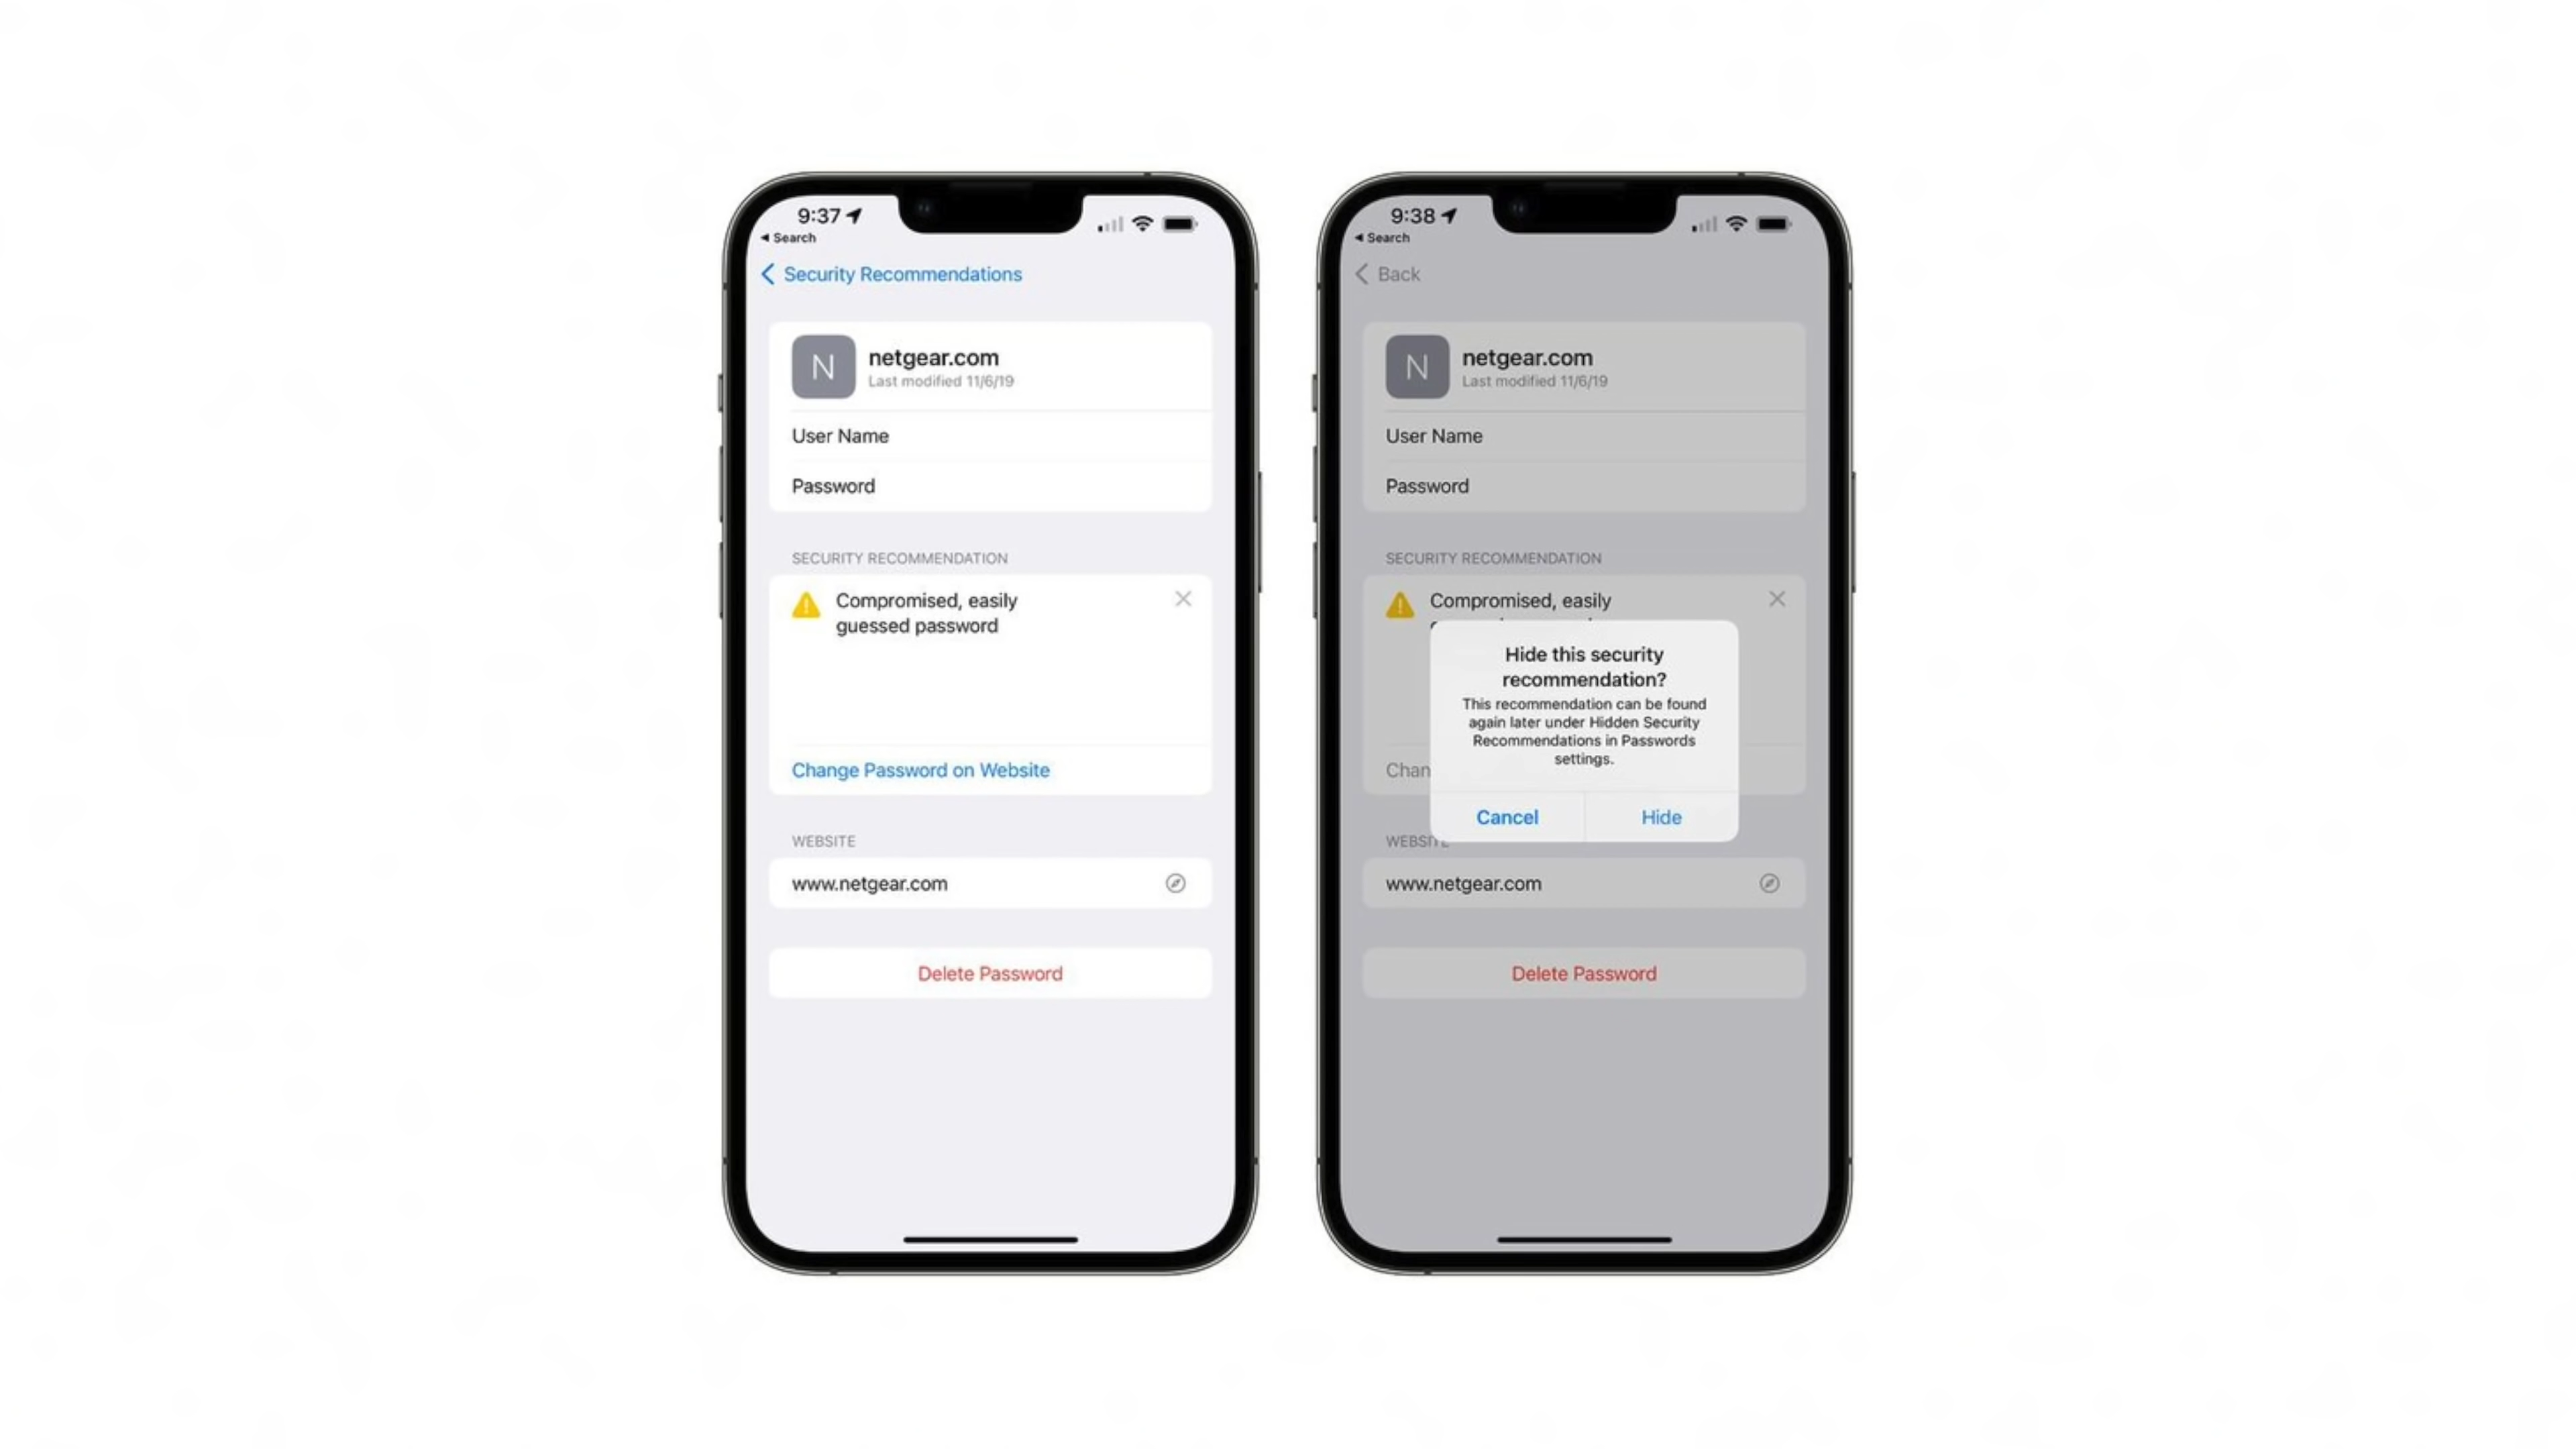 9:37
◀ Search
Security Recommendations
N
netgear.com
Last modified 11/6/19
User Name
Password
SECURITY RECOMMENDATION
Compromised, easily
guessed password
Change Password on Website
WEBSITE
www.netgear.com
Delete Password
9:38
◀ Search
Back
N
netgear.com
Last modified 11/6/19
User Name
Password
SECURITY RECOMMENDATION
Compromised, easily
Hide this security
recommendation?
This recommendation can be found
again later under Hidden Security
Recommendations in Passwords
settings.
Chan
Cancel
Hide
WEBSITE
www.netgear.com
Delete Password